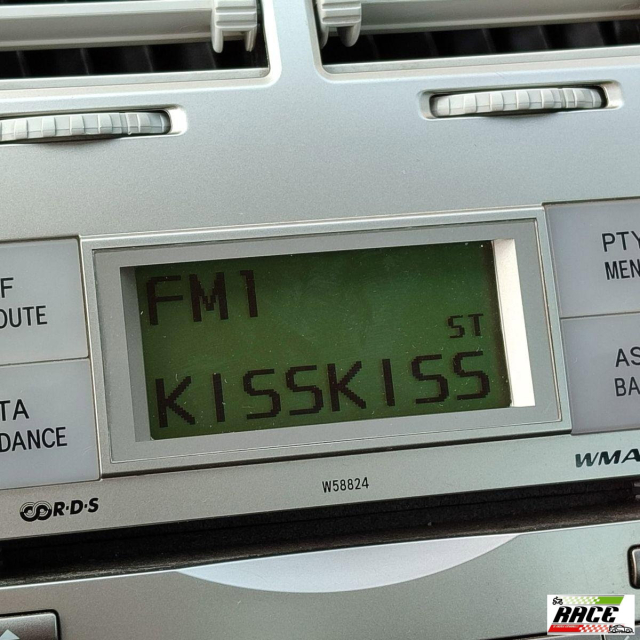 F
OUTE
TA
DANCE
FM1
ST
KISSKISS
PTY
MEN
AS
BA
W58824
WMA
R·D·S
RACE